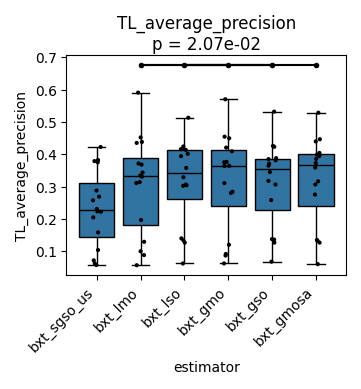 TL_average_precision
p = 2.07e-02
TL_average_precision
0.7
0.6
0.5
0.4
0.3
0.2
0.1
bxt_sgso_us
bxt_lmo
bxt_lso
bxt_gmo
bxt_gso
bxt_gmosa
estimator